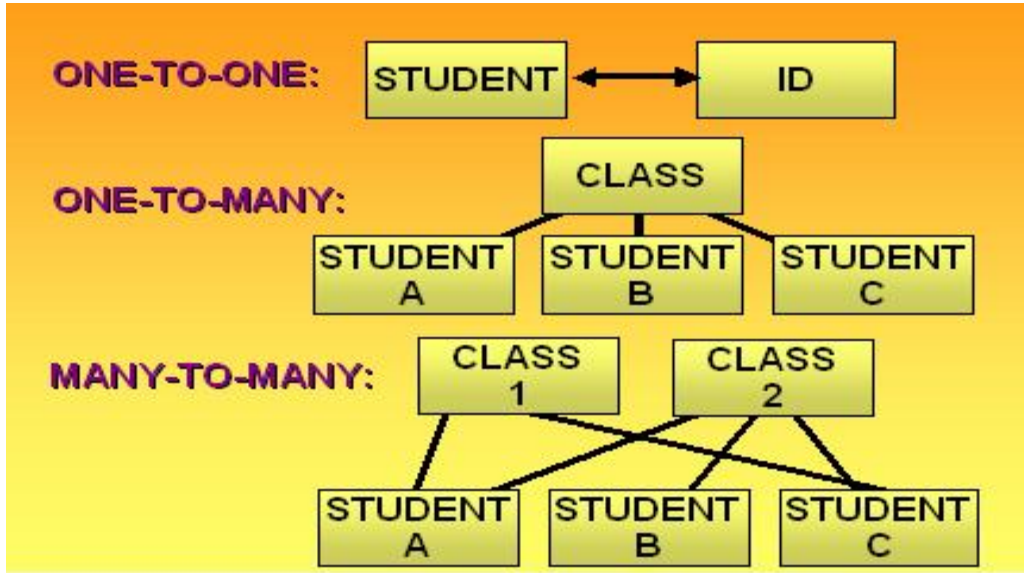 ONE-TO-ONE:
STUDENT
ID
ONE-TO-MANY:
CLASS
STUDENT
A
STUDENT
B
STUDENT
C
MANY-TO-MANY:
CLASS
1
CLASS
2
STUDENT
A
STUDENT
B
STUDENT
C